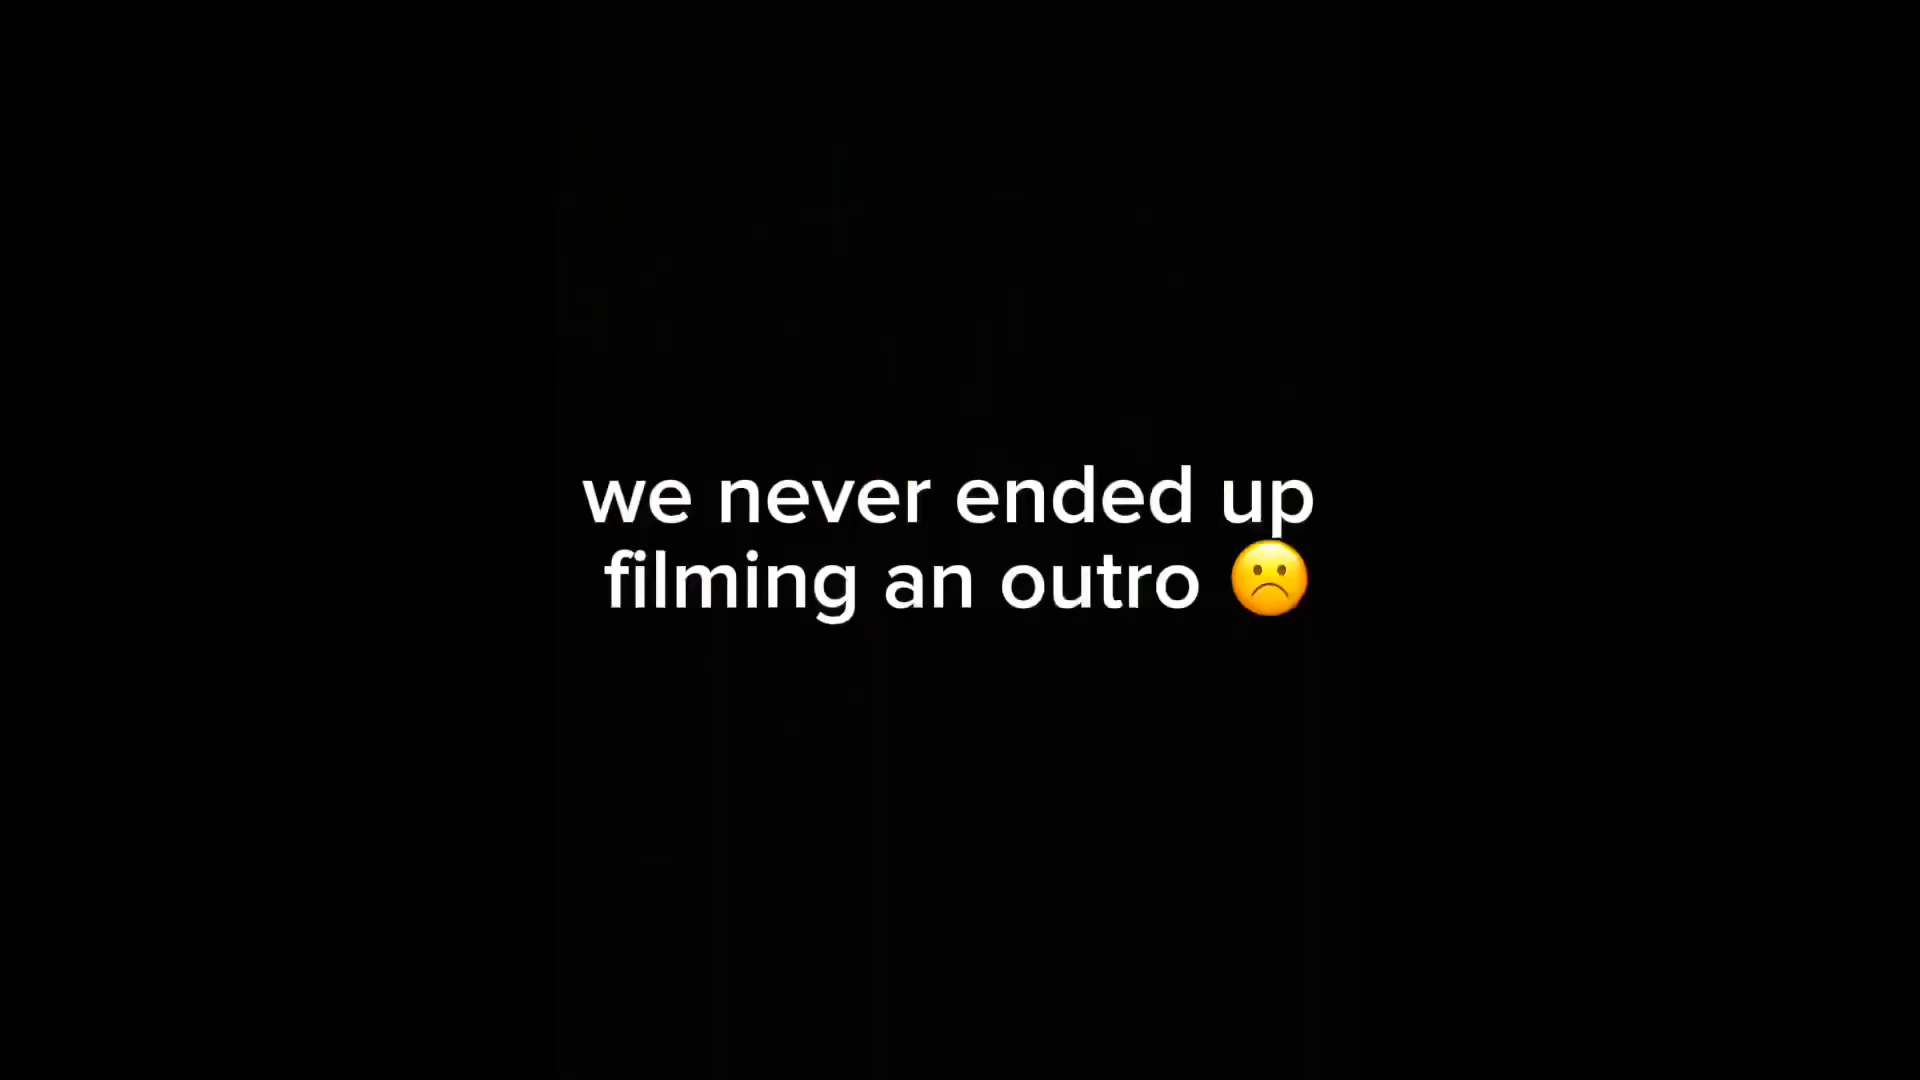 we never ended up
filming an outro ☹️